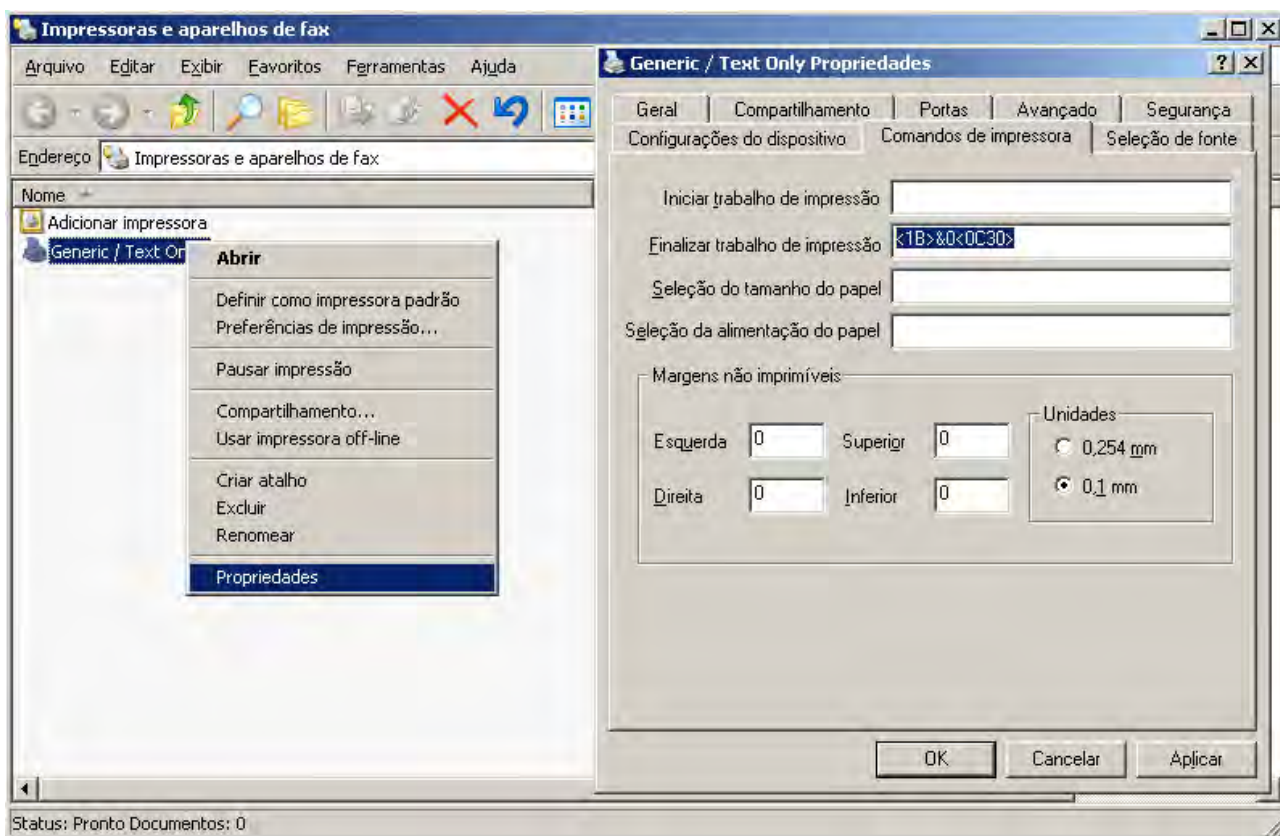 Impressoras e aparelhos de fax
Arquivo Editar Exibir Favoritos Ferramentas Ajuda
Endereço Impressoras e aparelhos de fax
Nome
Adicionar impressora
Generic / Text On
Abrir
Definir como impressora padrão
Preferências de impressão...
Pausar impressão
Compartilhamento...
Usar impressora off-line
Criar atalho
Excluir
Renomear
Propriedades
Status: Pronto Documentos: 0
Generic / Text Only Propriedades
Geral Compartilhamento Portas Avançado Segurança
Configurações do dispositivo Comandos de impressora Seleção de fonte
Iniciar trabalho de impressão
Finalizar trabalho de impressão <1B>&0<0C30>
Seleção do tamanho do papel
Seleção da alimentação do papel
Margens não imprimíveis
Esquerda 0 Superior 0
Direita 0 Inferior 0
Unidades
0,254 mm
0,1 mm
OK Cancelar Aplicar